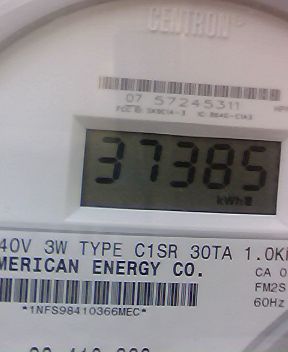 CENTRON®
07 57245311
37385
kWh
40V 3W TYPE C1SR 30TA 1.0K
MERICAN ENERGY CO.
CA 0
FM2S
60Hz
*1NFS98410366MEC*